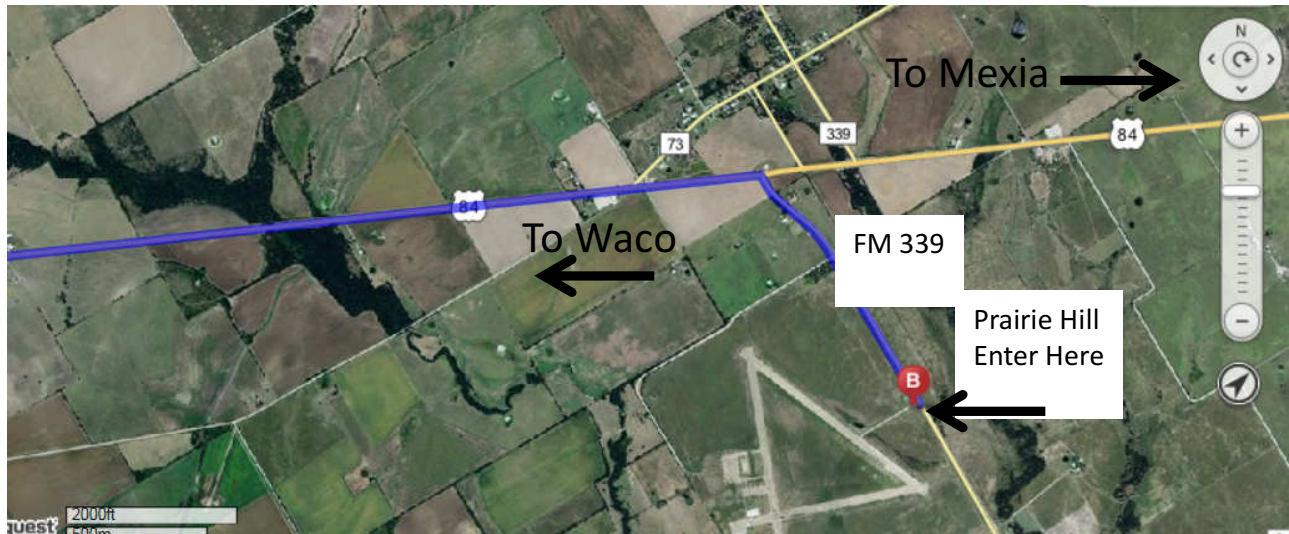 N
To Mexia
84
339
73
84
To Waco
FM 339
Prairie Hill
Enter Here
B
2000ft
quest
500m